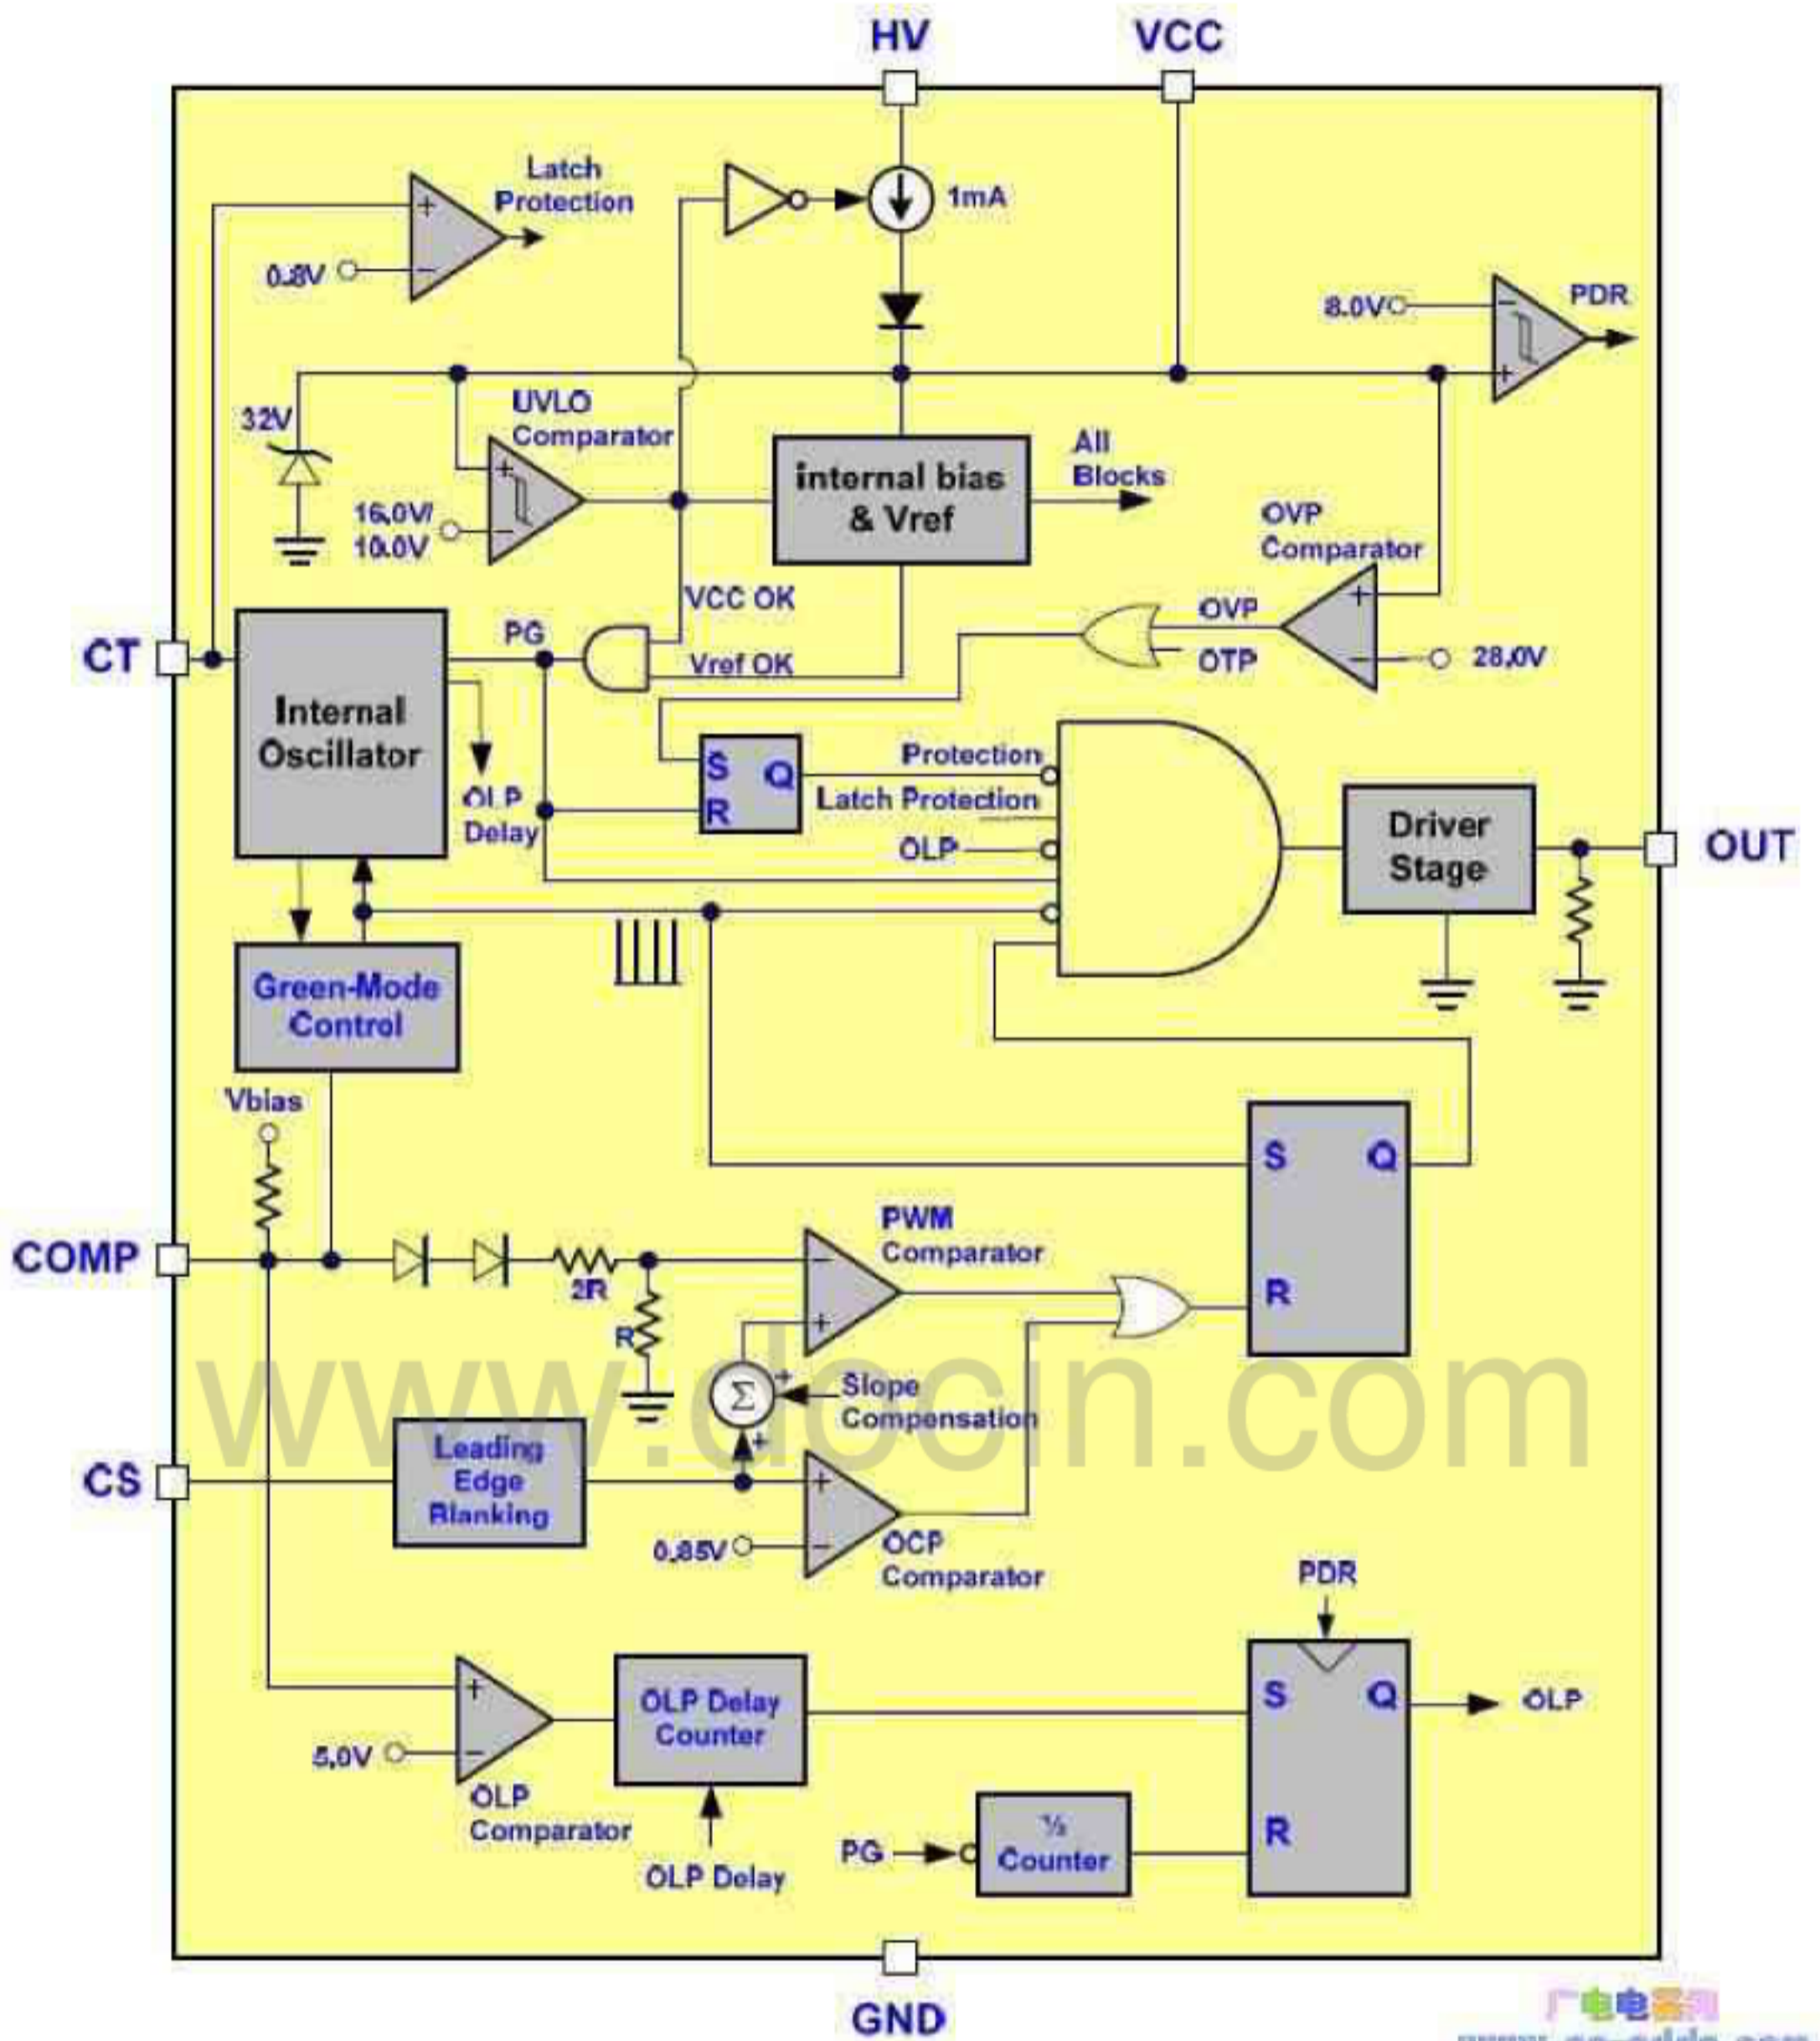 HV
VCC
Latch
Protection
1mA
0.8V
8.0V
PDR
32V
UVLO
Comparator
16.0V/
10.0V
internal bias
& Vref
All
Blocks
OVP
Comparator
VCC OK
PG
Vref OK
OVP
OTP
28.0V
CT
Internal
Oscillator
OLP
Delay
S
Q
R
Protection
Latch Protection
OLP
Driver
Stage
OUT
Green-Mode
Control
Vbias
S
Q
R
COMP
2R
R
PWM
Comparator
Σ
Slope
Compensation
www.docin.com
CS
Leading
Edge
Blanking
0.85V
OCP
Comparator
PDR
S
Q
R
OLP
OLP Delay
Counter
5.0V
OLP
Comparator
OLP Delay
PG
Counter
GND